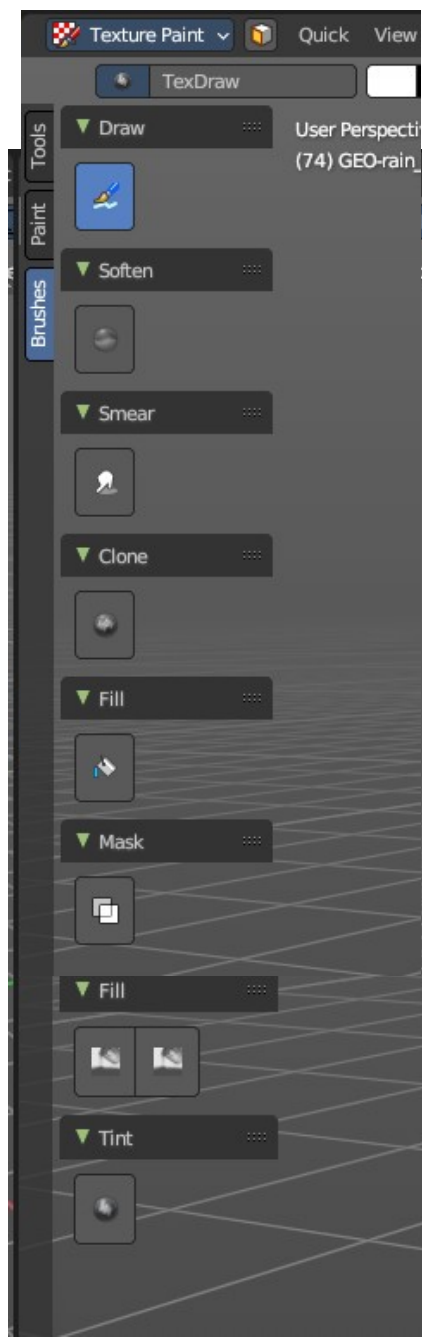 Texture Paint Quick View
TexDraw
Tools
Paint
Brushes
Draw
User Perspecti
(74) GEO-rain_
Soften
Smear
Clone
Fill
Mask
Fill
Tint